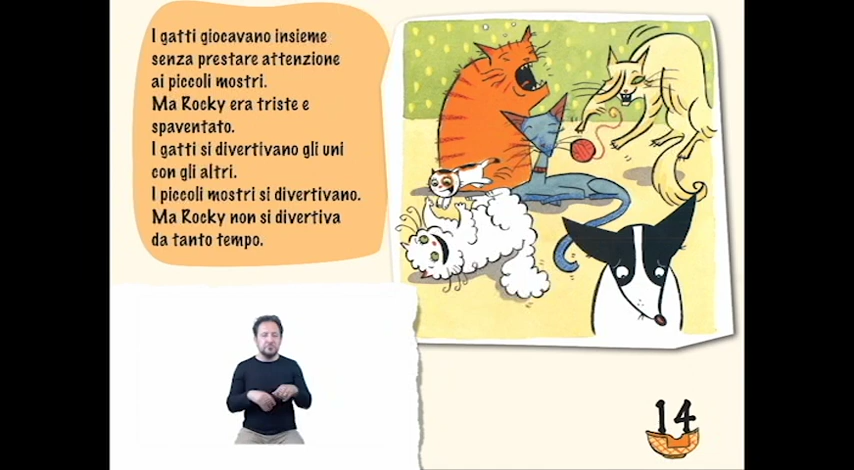 I gatti giocavano insieme
senza prestare attenzione
ai piccoli mostri.
Ma Rocky era triste e
spaventato.
I gatti si divertivano gli uni
con gli altri.
I piccoli mostri si divertivano.
Ma Rocky non si divertiva
da tanto tempo.
14